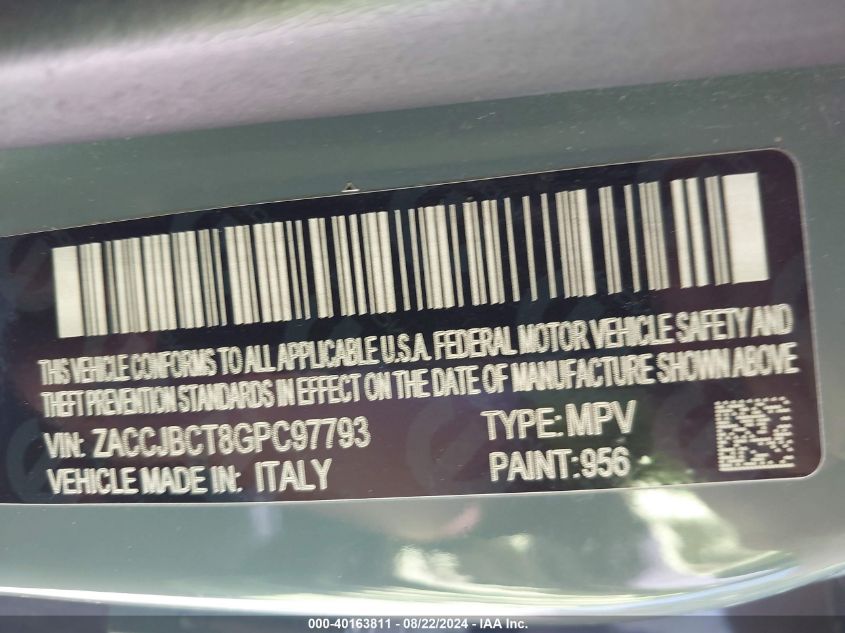 THIS VEHICLE CONFORMS TO ALL APPLICABLE U.S.A. FEDERAL MOTOR VEHICLE SAFETY AND
THEFT PREVENTION STANDARDS IN EFFECT ON THE DATE OF MANUFACTURE SHOWN ABOVE
VIN: ZACCJBCT8GPC97793 TYPE: MPV
VEHICLE MADE IN: ITALY PAINT: 956
000-40163811 - 08/22/2024 - IAA Inc.